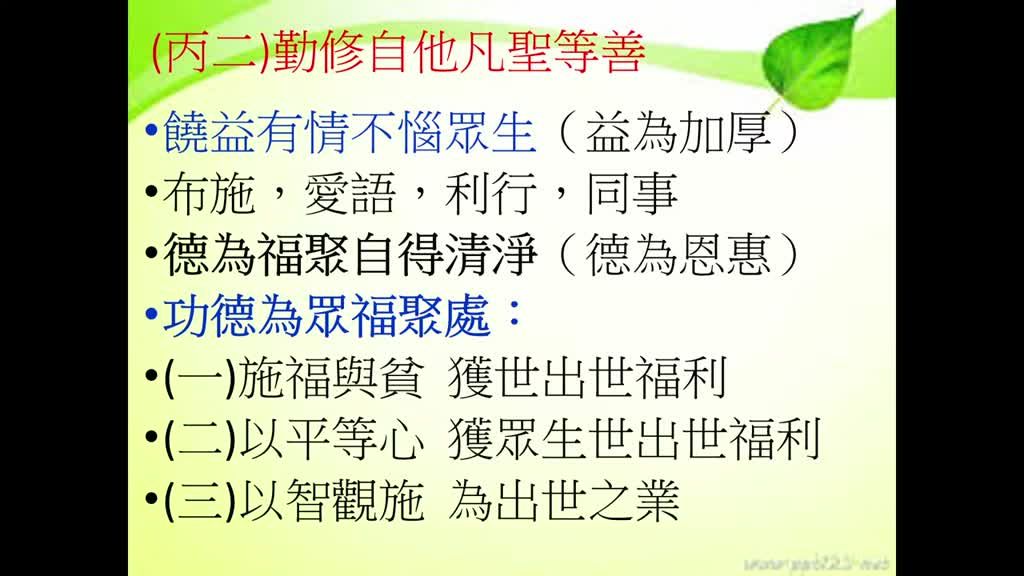 (丙二)勤修自他凡聖等善
•饒益有情不惱眾生（益為加厚）
•布施，愛語，利行，同事
•德為福聚自得清淨（德為恩惠）
•功德為眾福聚處：
•(一)施福與貧 獲世出世福利
•(二)以平等心 獲眾生世出世福利
•(三)以智觀施 為出世之業